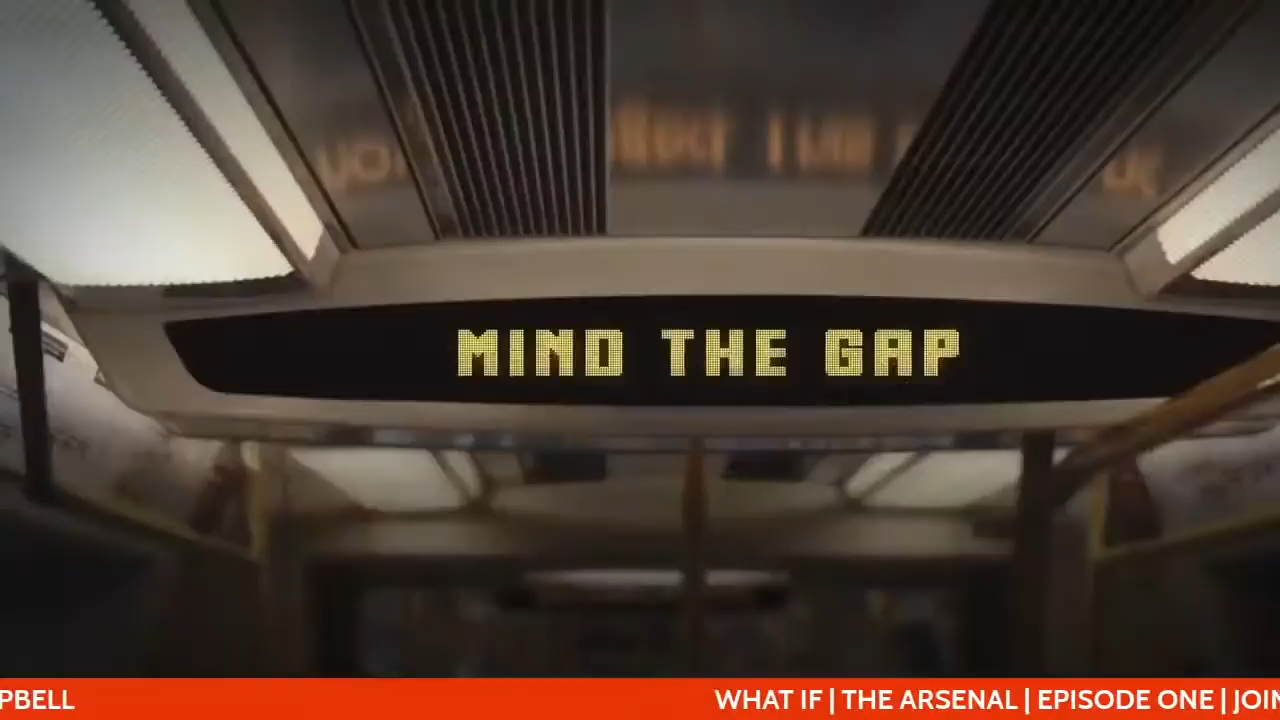 MIND THE GAP
PBELL
WHAT IF | THE ARSENAL | EPISODE ONE | JOIN